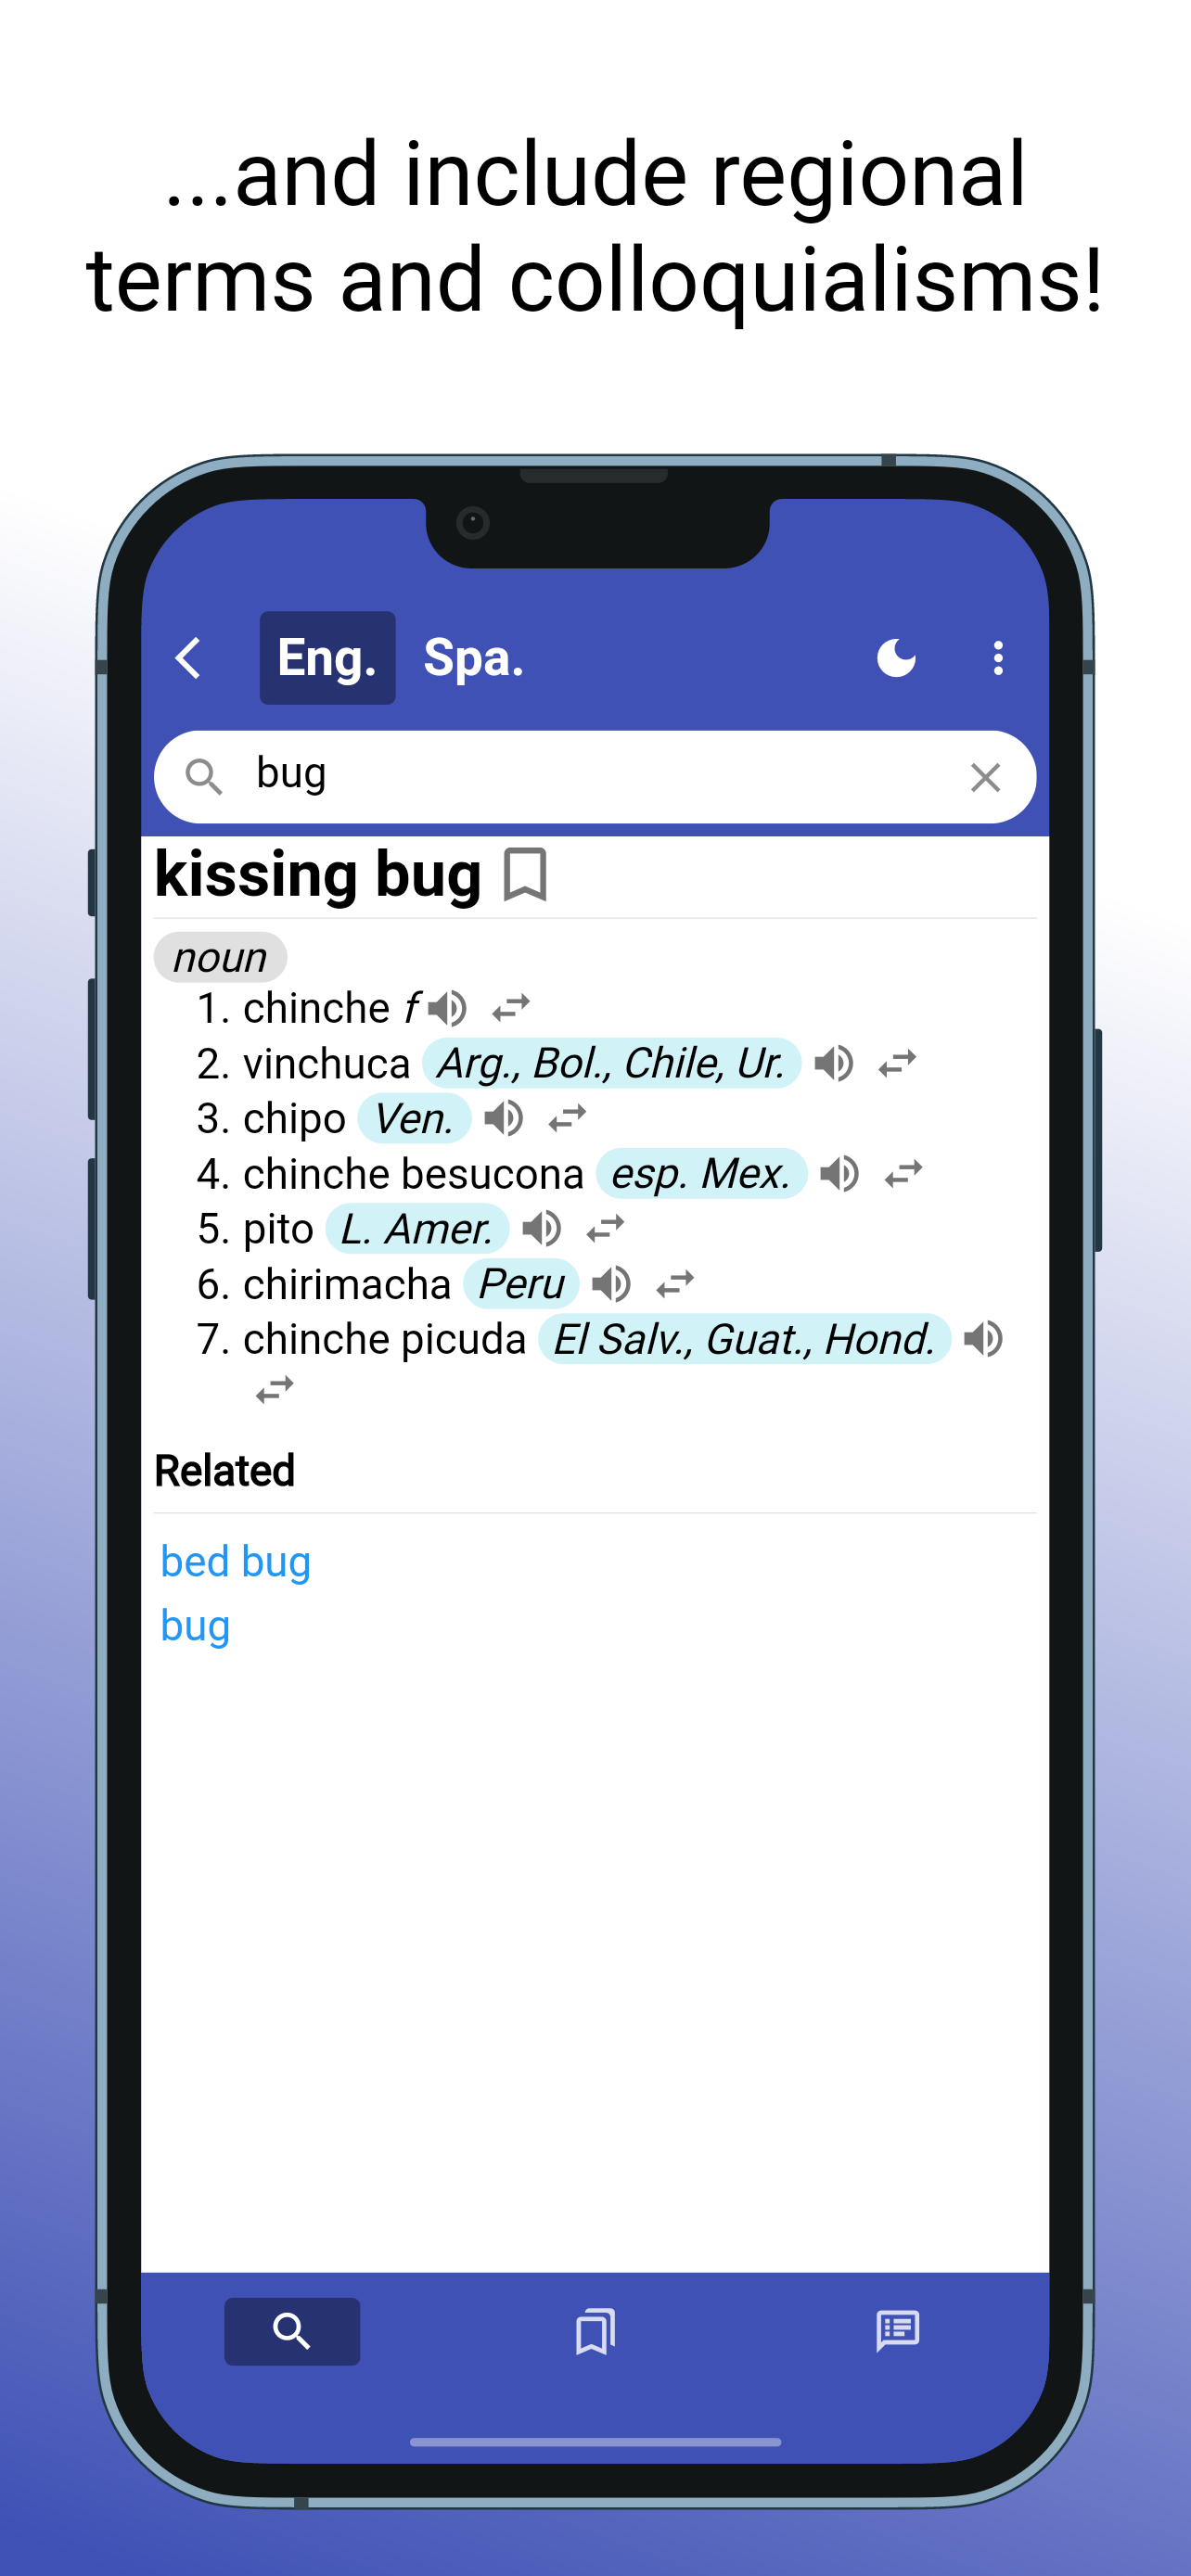 ...and include regional
terms and colloquialisms!
Eng. Spa.
bug
kissing bug
noun
1. chinche f
2. vinchuca Arg., Bol., Chile, Ur.
3. chipo Ven.
4. chinche besucona esp. Mex.
5. pito L. Amer.
6. chirimacha Peru
7. chinche picuda El Salv., Guat., Hond.
Related
bed bug
bug